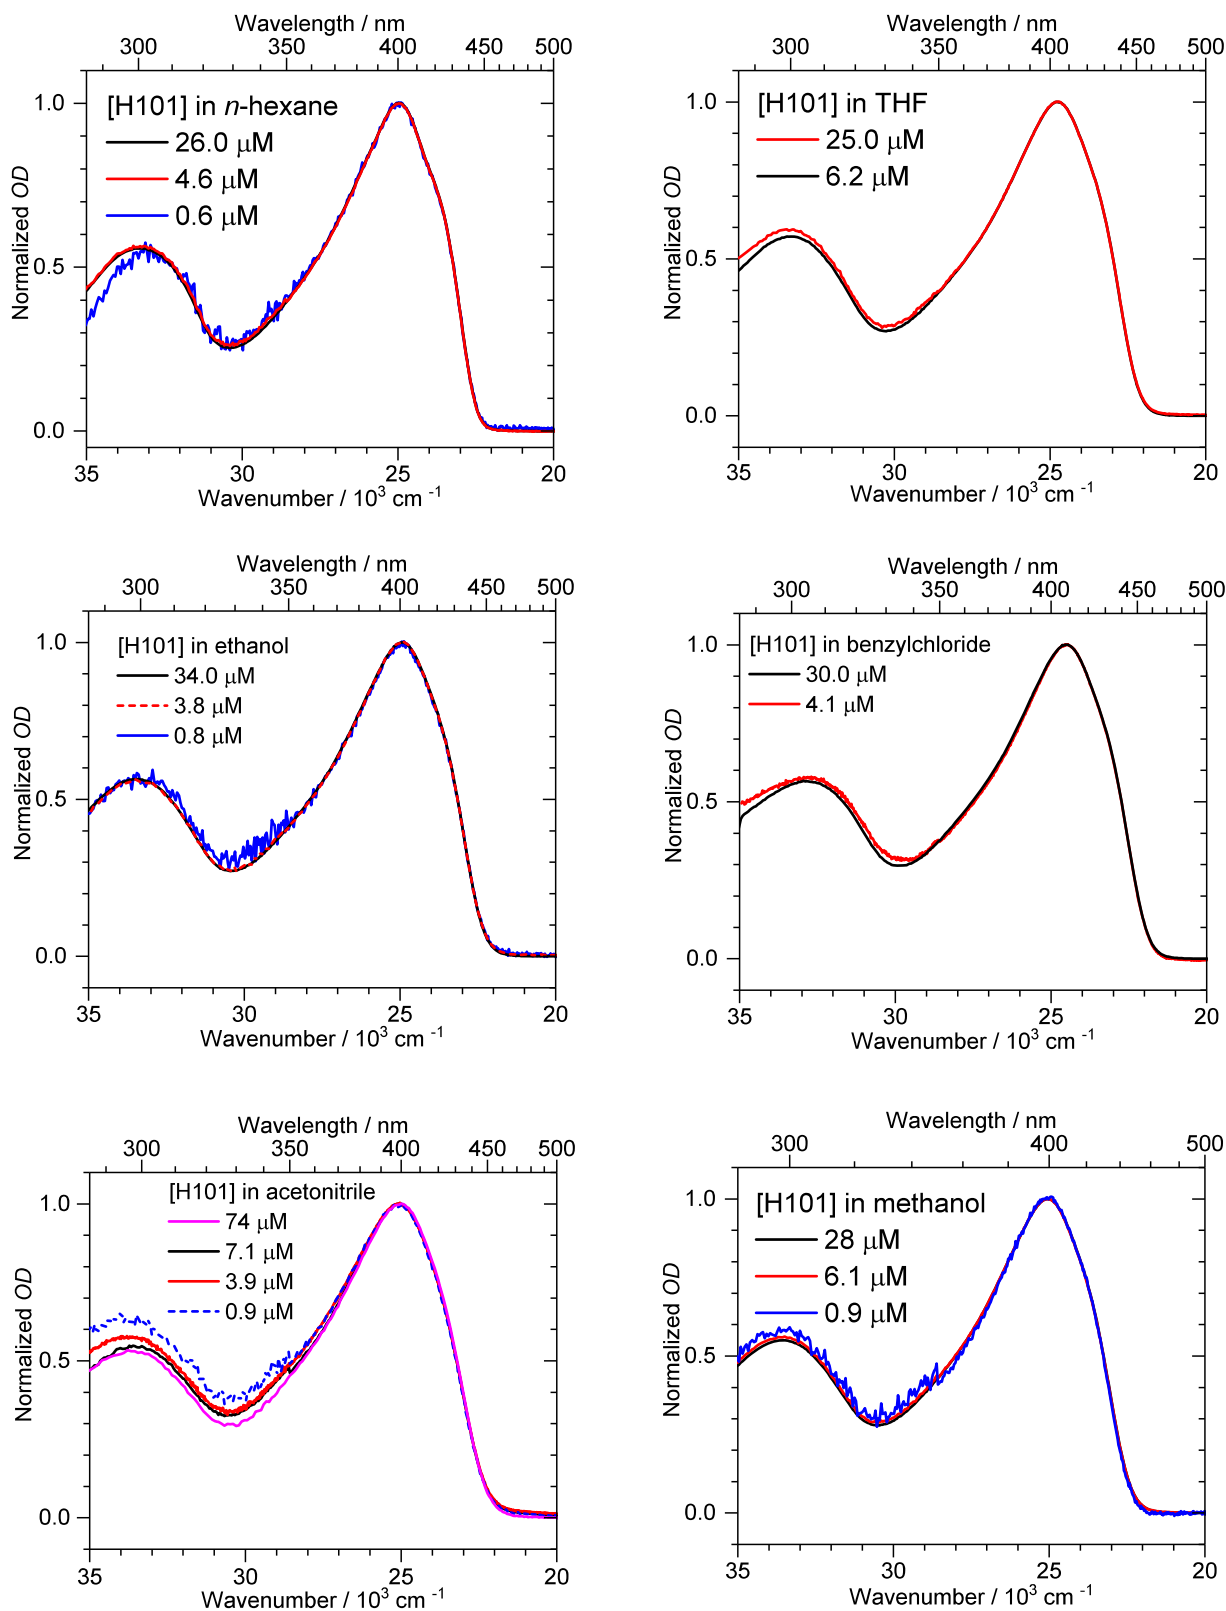 Wavelength / nm
300 350 400 450 500
[H101] in n-hexane
26.0 μM
4.6 μM
0.6 μM
1.0
0.5
0.0
Normalized OD
35 30 25 20
Wavenumber / 10³ cm ⁻¹
Wavelength / nm
300 350 400 450 500
[H101] in THF
25.0 μM
6.2 μM
1.0
0.5
0.0
Normalized OD
35 30 25 20
Wavenumber / 10³ cm ⁻¹
Wavelength / nm
300 350 400 450 500
[H101] in ethanol
34.0 μM
3.8 μM
0.8 μM
1.0
0.5
0.0
Normalized OD
35 30 25 20
Wavenumber / 10³ cm ⁻¹
Wavelength / nm
300 350 400 450 500
[H101] in benzylchloride
30.0 μM
4.1 μM
1.0
0.5
0.0
Normalized OD
35 30 25 20
Wavenumber / 10³ cm ⁻¹
Wavelength / nm
300 350 400 450 500
[H101] in acetonitrile
74 μM
7.1 μM
3.9 μM
0.9 μM
1.0
0.5
0.0
Normalized OD
35 30 25 20
Wavenumber / 10³ cm ⁻¹
Wavelength / nm
300 400 500
[H101] in methanol
28 μM
6.1 μM
0.9 μM
1.0
0.5
0.0
Normalized OD
35 30 25 20
Wavenumber / 10³ cm ⁻¹